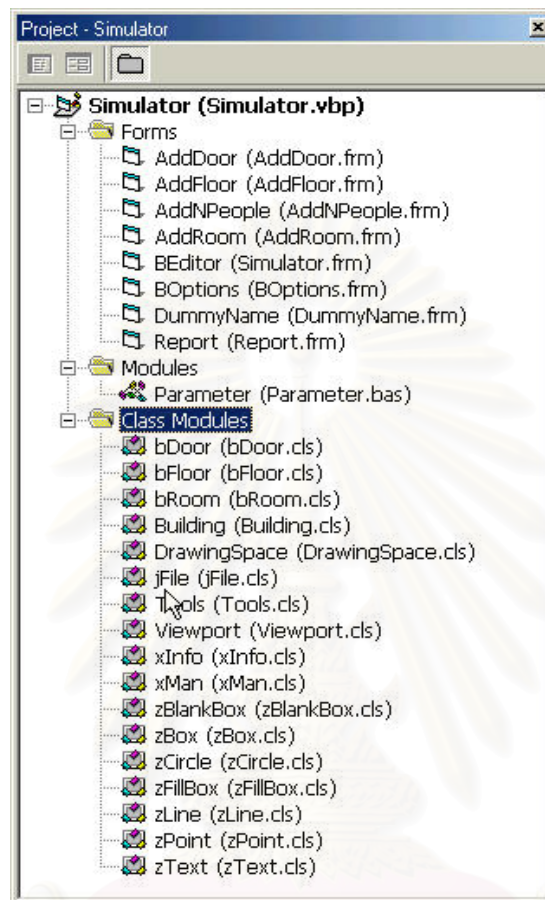 Project - Simulator
Simulator (Simulator.vbp)
Forms
AddDoor (AddDoor.frm)
AddFloor (AddFloor.frm)
AddNPeople (AddNPeople.frm)
AddRoom (AddRoom.frm)
BEditor (Simulator.frm)
BOptions (BOptions.frm)
DummyName (DummyName.frm)
Report (Report.frm)
Modules
Parameter (Parameter.bas)
Class Modules
bDoor (bDoor.cls)
bFloor (bFloor.cls)
bRoom (bRoom.cls)
Building (Building.cls)
DrawingSpace (DrawingSpace.cls)
jFile (jFile.cls)
Tools (Tools.cls)
Viewport (Viewport.cls)
xInfo (xInfo.cls)
xMan (xMan.cls)
zBlankBox (zBlankBox.cls)
zBox (zBox.cls)
zCircle (zCircle.cls)
zFillBox (zFillBox.cls)
zLine (zLine.cls)
zPoint (zPoint.cls)
zText (zText.cls)